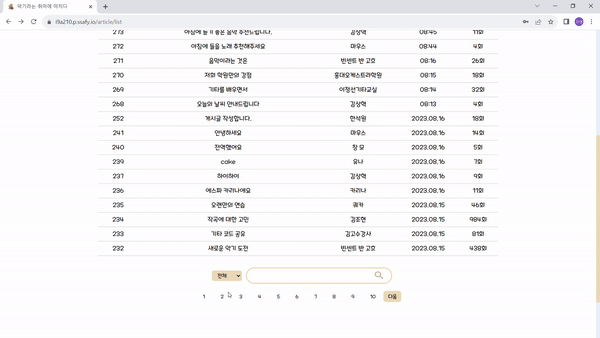 악기라는 취미에 미치다
i9a210.p.ssafy.io/article/list
273 아침에 듣기 좋은 음악 추천드립니다. 김상혁 08:45 11회
272 아침에 들을 노래 추천해주세요 마우스 08:44 4회
271 음악이라는 것은 빈센트 반 고흐 08:16 26회
270 저희 학원만의 강점 홍대오케스트라학원 08:15 18회
269 기타를 배우면서 이정선기타교실 08:14 32회
268 오늘의 날씨 안내드립니다 김상혁 08:13 4회
252 게시글 작성합니다. 한석원 2023.08.16 18회
241 안녕하세요 마우스 2023.08.16 14회
240 전역했어요 장 모 2023.08.16 5회
239 cake 유나 2023.08.16 7회
237 하이하이 김상혁 2023.08.16 9회
236 에스파 카리나에요 카리나 2023.08.16 11회
235 오랜만의 연습 쿼카 2023.08.15 46회
234 작곡에 대한 고민 김조현 2023.08.15 984회
233 기타 코드 공유 김고수강사 2023.08.15 81회
232 새로운 악기 도전 빈센트 반 고흐 2023.08.15 438회
전체
1 2 3 4 5 6 7 8 9 10 다음